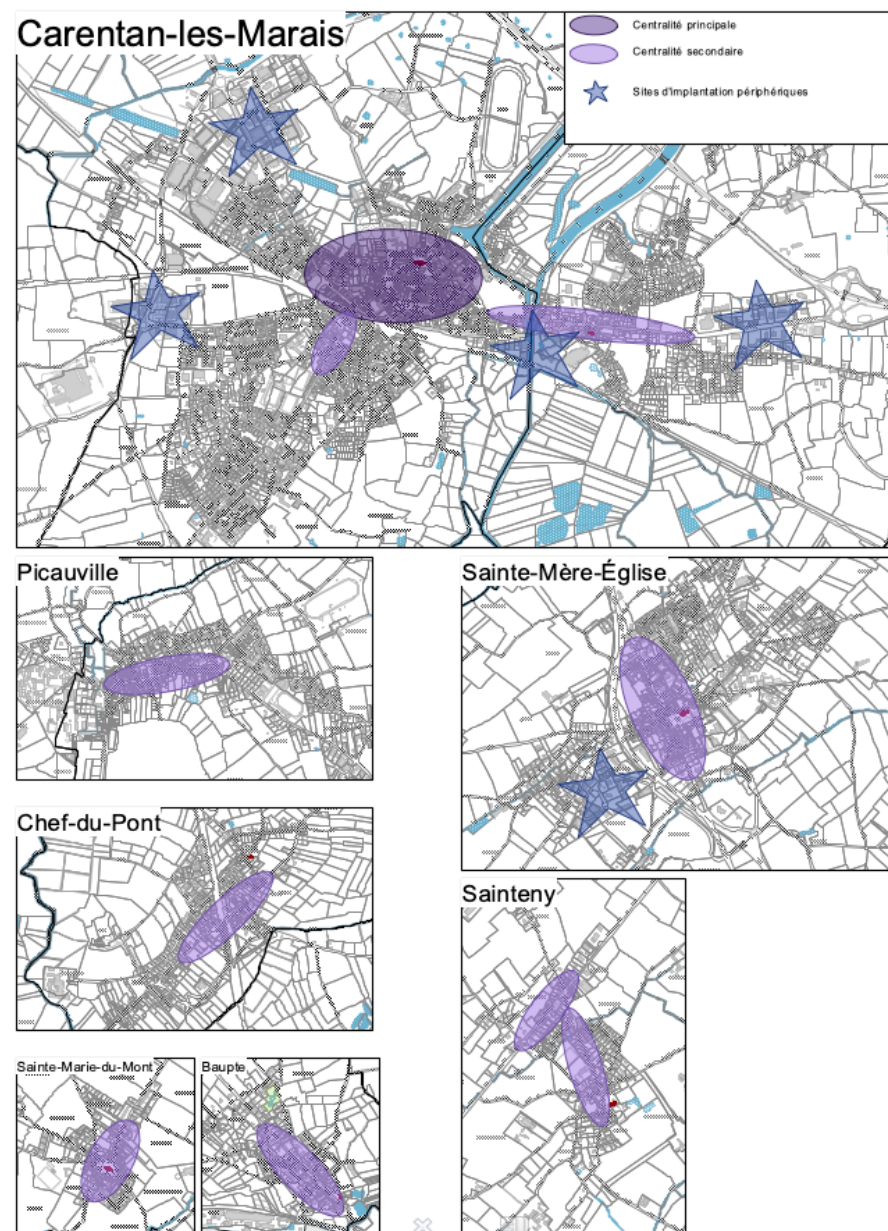 Carentan-les-Marais
Centralité principale
Centralité secondaire
Sites d'implantation périphériques
Picauville
Sainte-Mère-Église
Chef-du-Pont
Sainteny
Sainte-Marie-du-Mont
Baupte